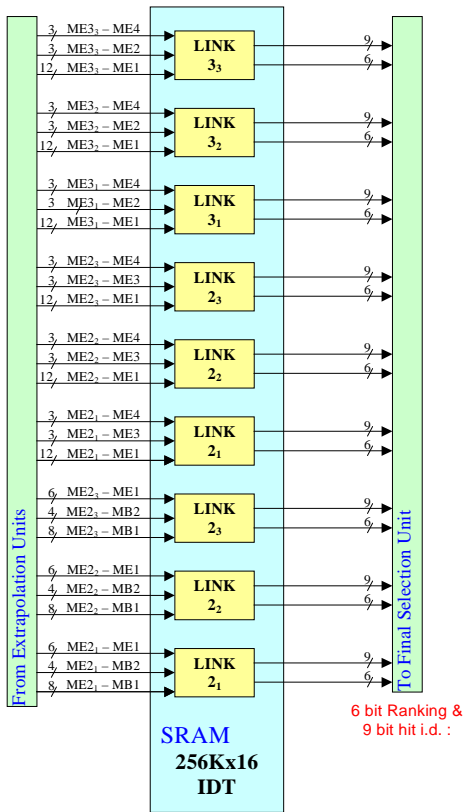 3 ME3₃ – ME4
3 ME3₃ – ME2
12 ME3₃ – ME1
LINK
3₃
9
6
3 ME3₂ – ME4
3 ME3₂ – ME2
12 ME3₂ – ME1
LINK
3₂
9
6
3 ME3₁ – ME4
3 ME3₁ – ME2
12 ME3₁ – ME1
LINK
3₁
9
6
3 ME2₃ – ME4
3 ME2₃ – ME3
12 ME2₃ – ME1
LINK
2₃
9
6
3 ME2₂ – ME4
3 ME2₂ – ME3
12 ME2₂ – ME1
LINK
2₂
9
6
3 ME2₁ – ME4
3 ME2₁ – ME3
12 ME2₁ – ME1
LINK
2₁
9
6
6 ME2₃ – ME1
4 ME2₃ – MB2
8 ME2₃ – MB1
LINK
2₃
9
6
6 ME2₂ – ME1
4 ME2₂ – MB2
8 ME2₂ – MB1
LINK
2₂
9
6
6 ME2₁ – ME1
4 ME2₁ – MB2
8 ME2₁ – MB1
LINK
2₁
9
6
From Extrapolation Units
To Final Selection Unit
SRAM
256Kx16
IDT
6 bit Ranking &
9 bit hit i.d. :